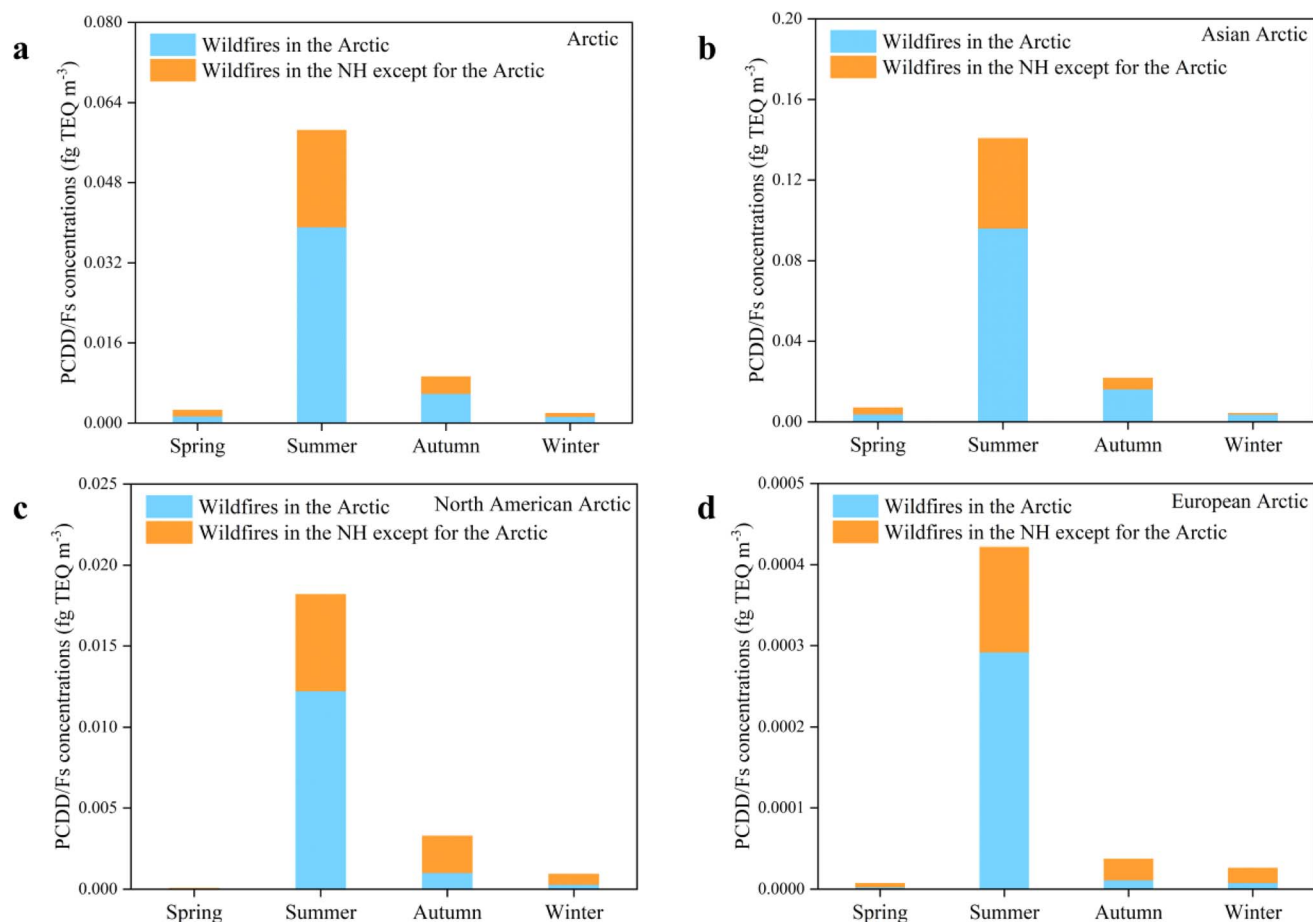 a
Arctic
Wildfires in the Arctic
Wildfires in the NH except for the Arctic
PCDD/Fs concentrations (fg TEQ m⁻³)
0.080
0.064
0.048
0.032
0.016
0.000
Spring Summer Autumn Winter
b
Asian Arctic
Wildfires in the Arctic
Wildfires in the NH except for the Arctic
PCDD/Fs concentrations (fg TEQ m⁻³)
0.20
0.16
0.12
0.08
0.04
0.00
Spring Summer Autumn Winter
c
North American Arctic
Wildfires in the Arctic
Wildfires in the NH except for the Arctic
PCDD/Fs concentrations (fg TEQ m⁻³)
0.025
0.020
0.015
0.010
0.005
0.000
Spring Summer Autumn Winter
d
European Arctic
Wildfires in the Arctic
Wildfires in the NH except for the Arctic
PCDD/Fs concentrations (fg TEQ m⁻³)
0.0005
0.0004
0.0003
0.0002
0.0001
0.0000
Spring Summer Autumn Winter